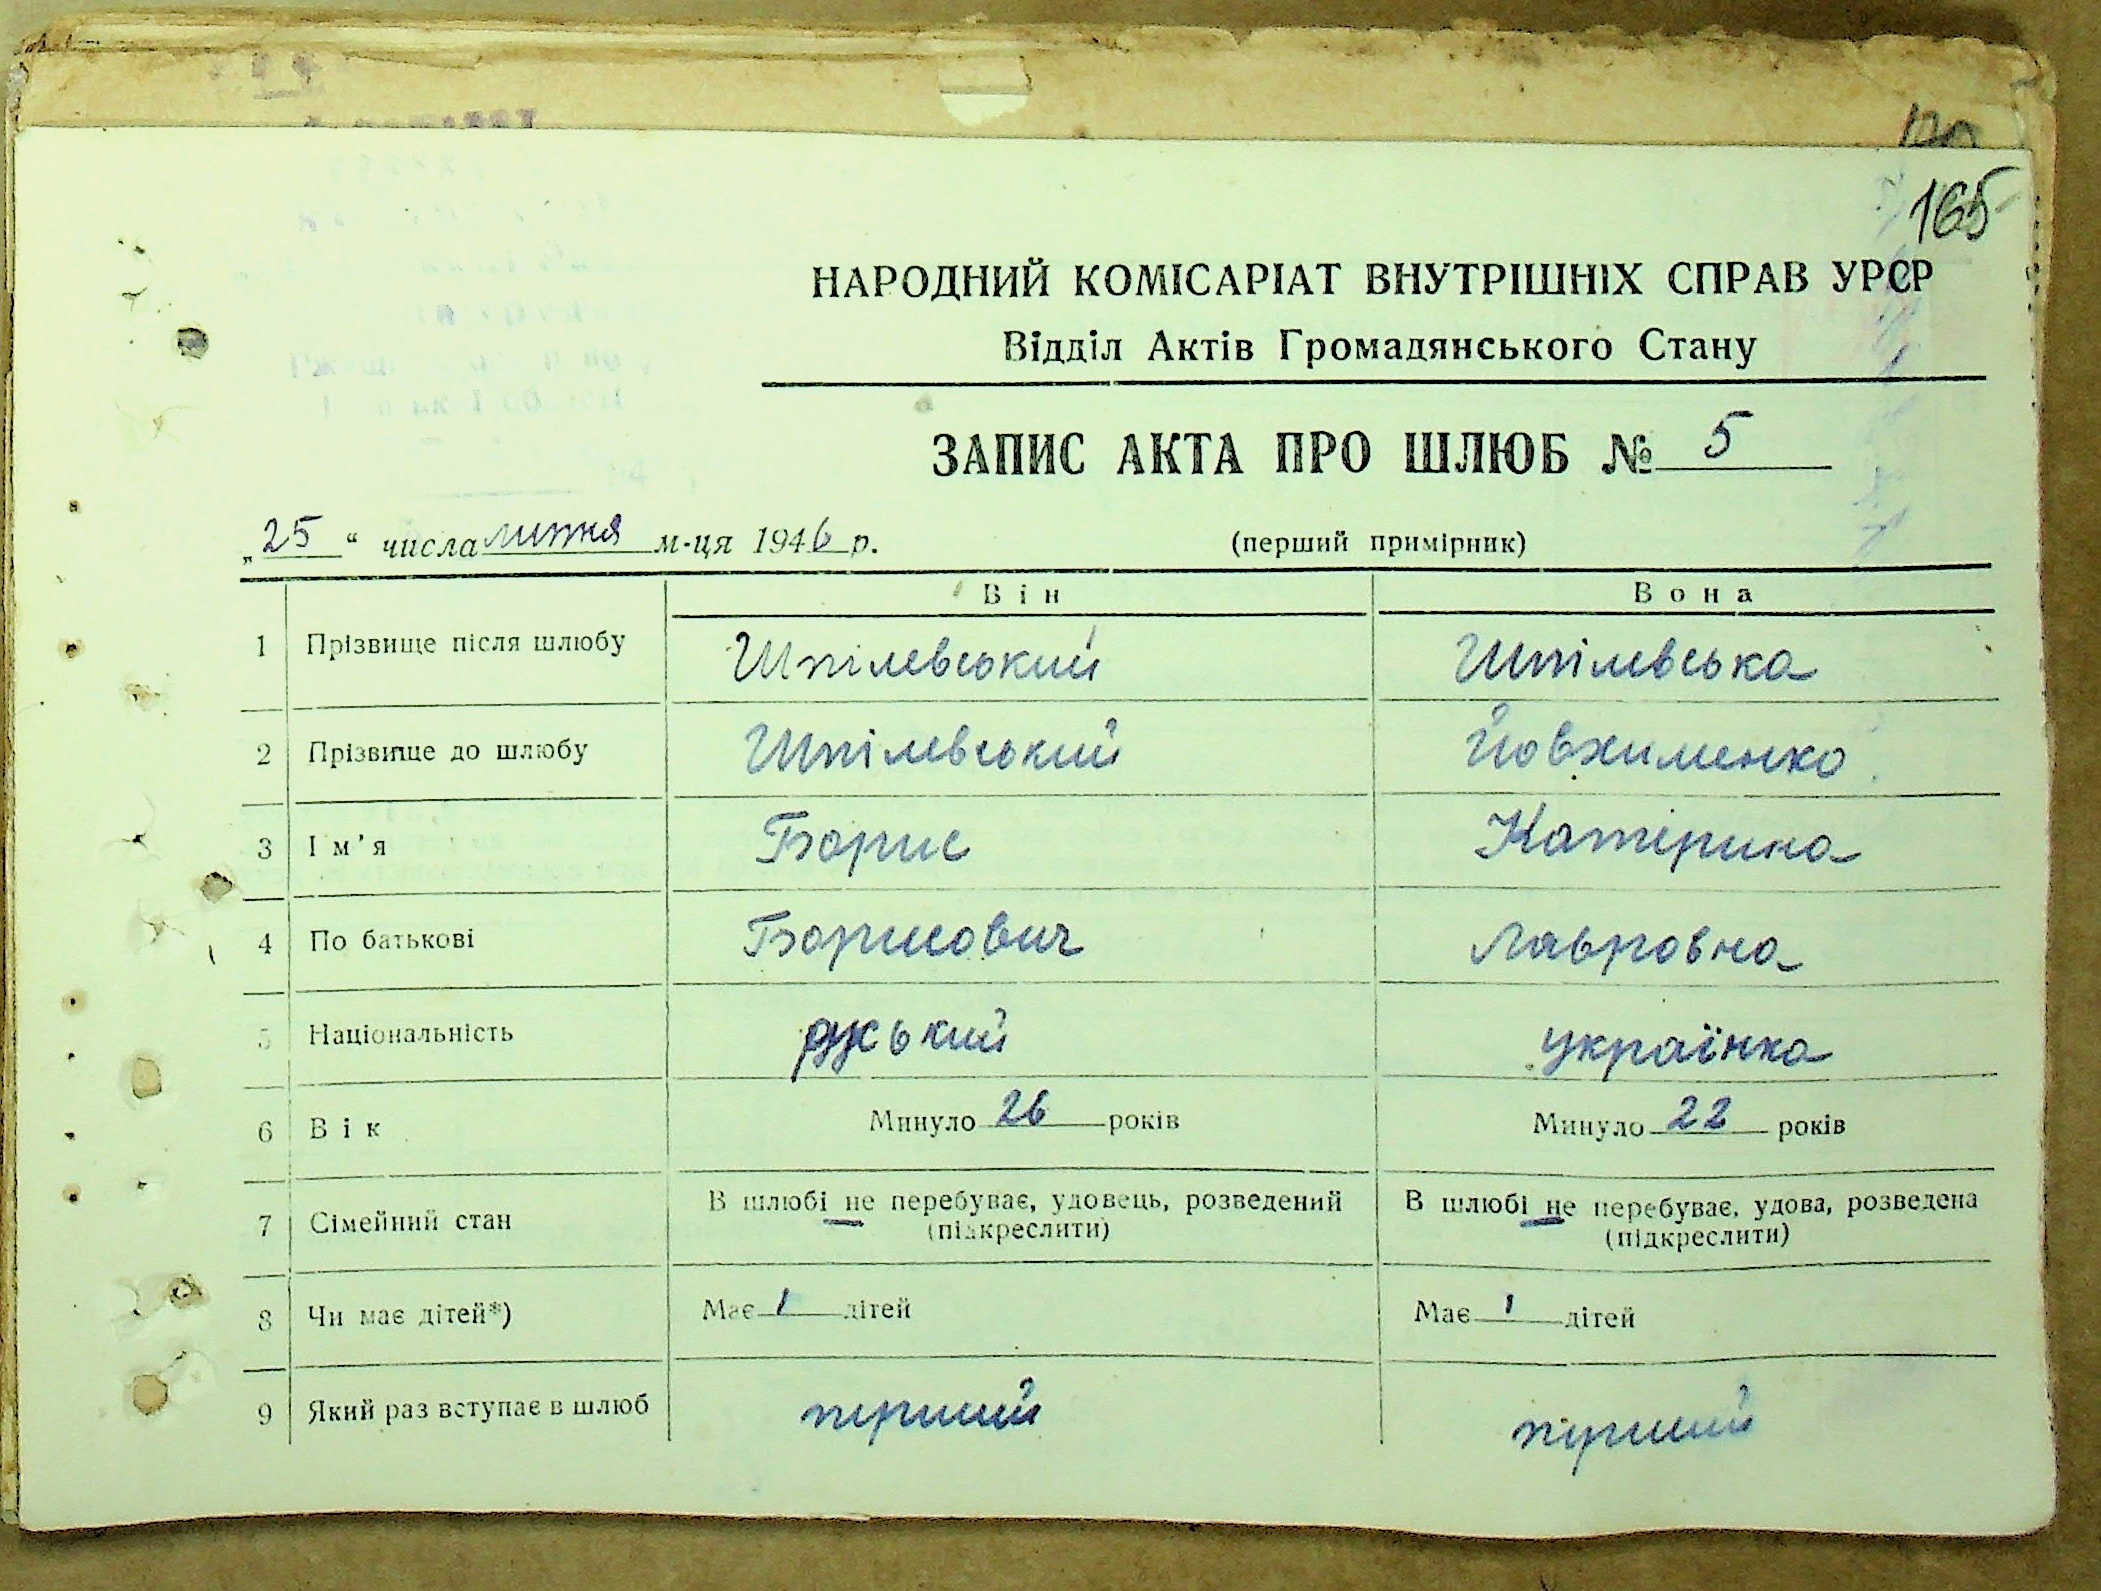 165
НАРОДНИЙ КОМІСАРІАТ ВНУТРІШНІХ СПРАВ УРСР
Відділ Актів Громадянського Стану
ЗАПИС АКТА ПРО ШЛЮБ № 5
„25“ числа липня м-ця 1946 р. (перший примірник)
Він Вона
1 Прізвище після шлюбу Шпілевський Шпілевська
2 Прізвище до шлюбу Шпілевський Йовхименко
3 Ім’я Борис Катерина
4 По батькові Борисович Лавровна
5 Національність руський українка
6 Вік Минуло 26 років Минуло 22 років
7 Сімейний стан В шлюбі не перебуває, удовець, розведений В шлюбі не перебуває, удова, розведена
(підкреслити) (підкреслити)
8 Чи має дітей*) Має 1 дітей Має 1 дітей
9 Який раз вступає в шлюб перший перший